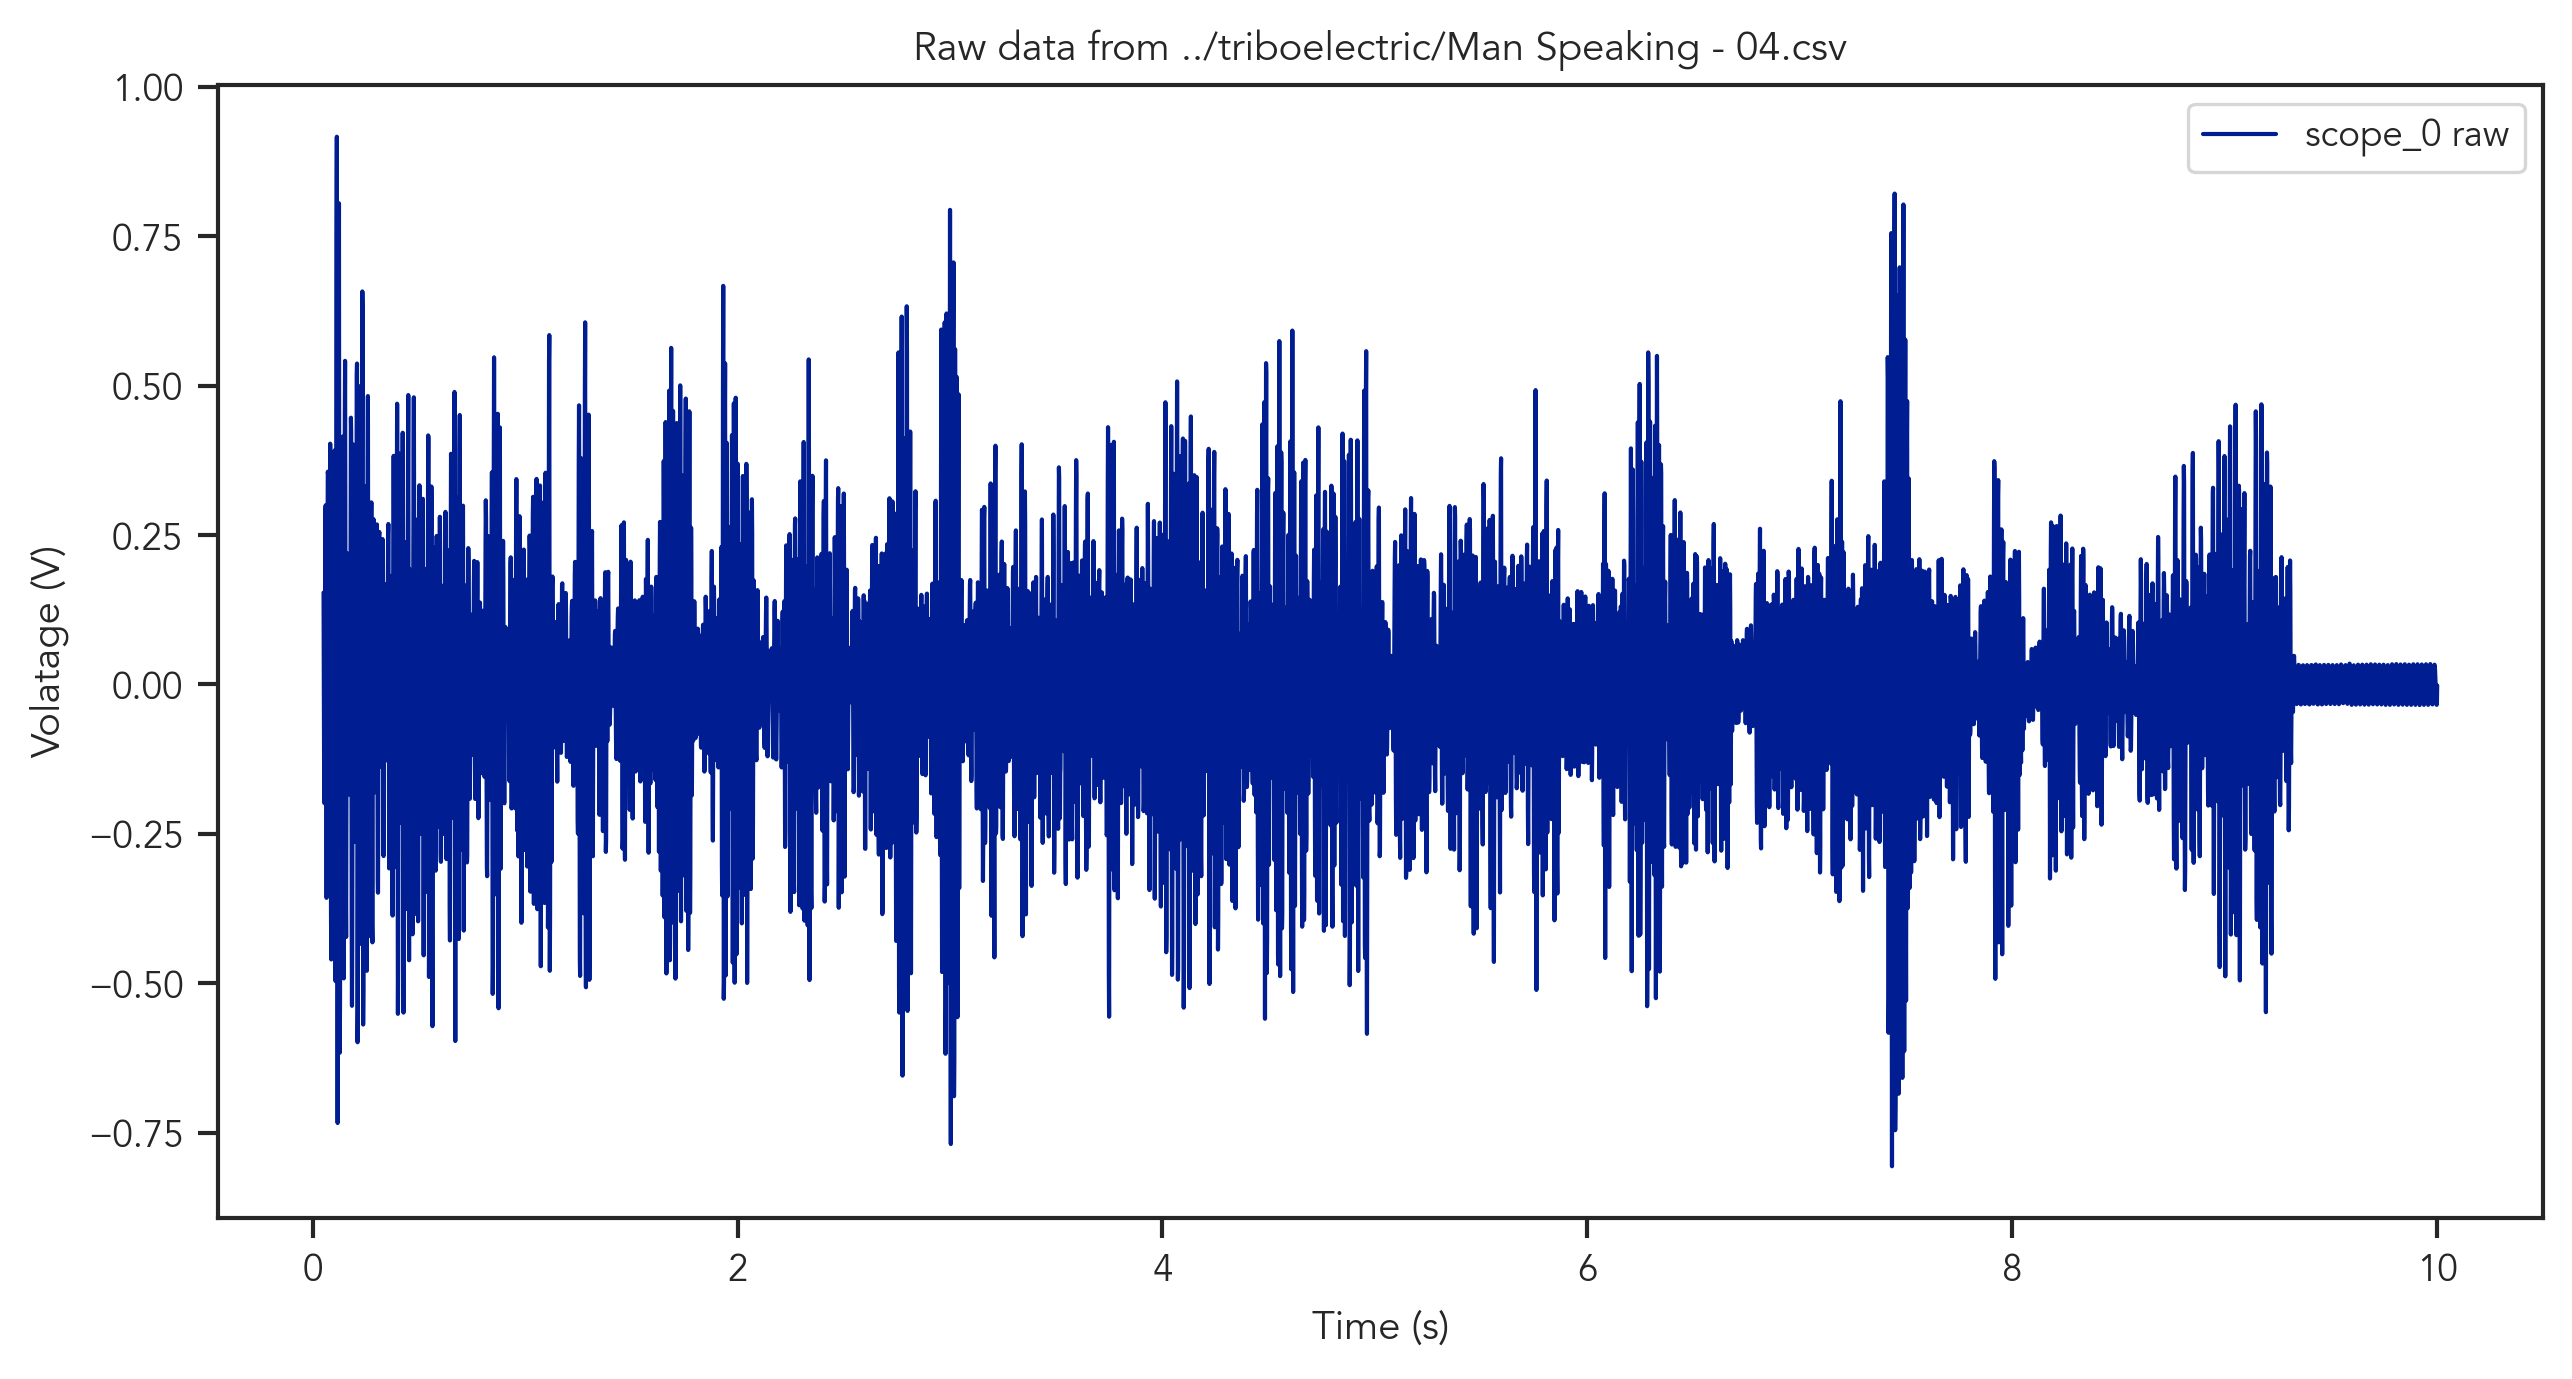 Raw data from ../triboelectric/Man Speaking - 04.csv
1.00
0.75
0.50
0.25
0.00
−0.25
−0.50
−0.75
Volatage (V)
scope_0 raw
0 2 4 6 8 10
Time (s)